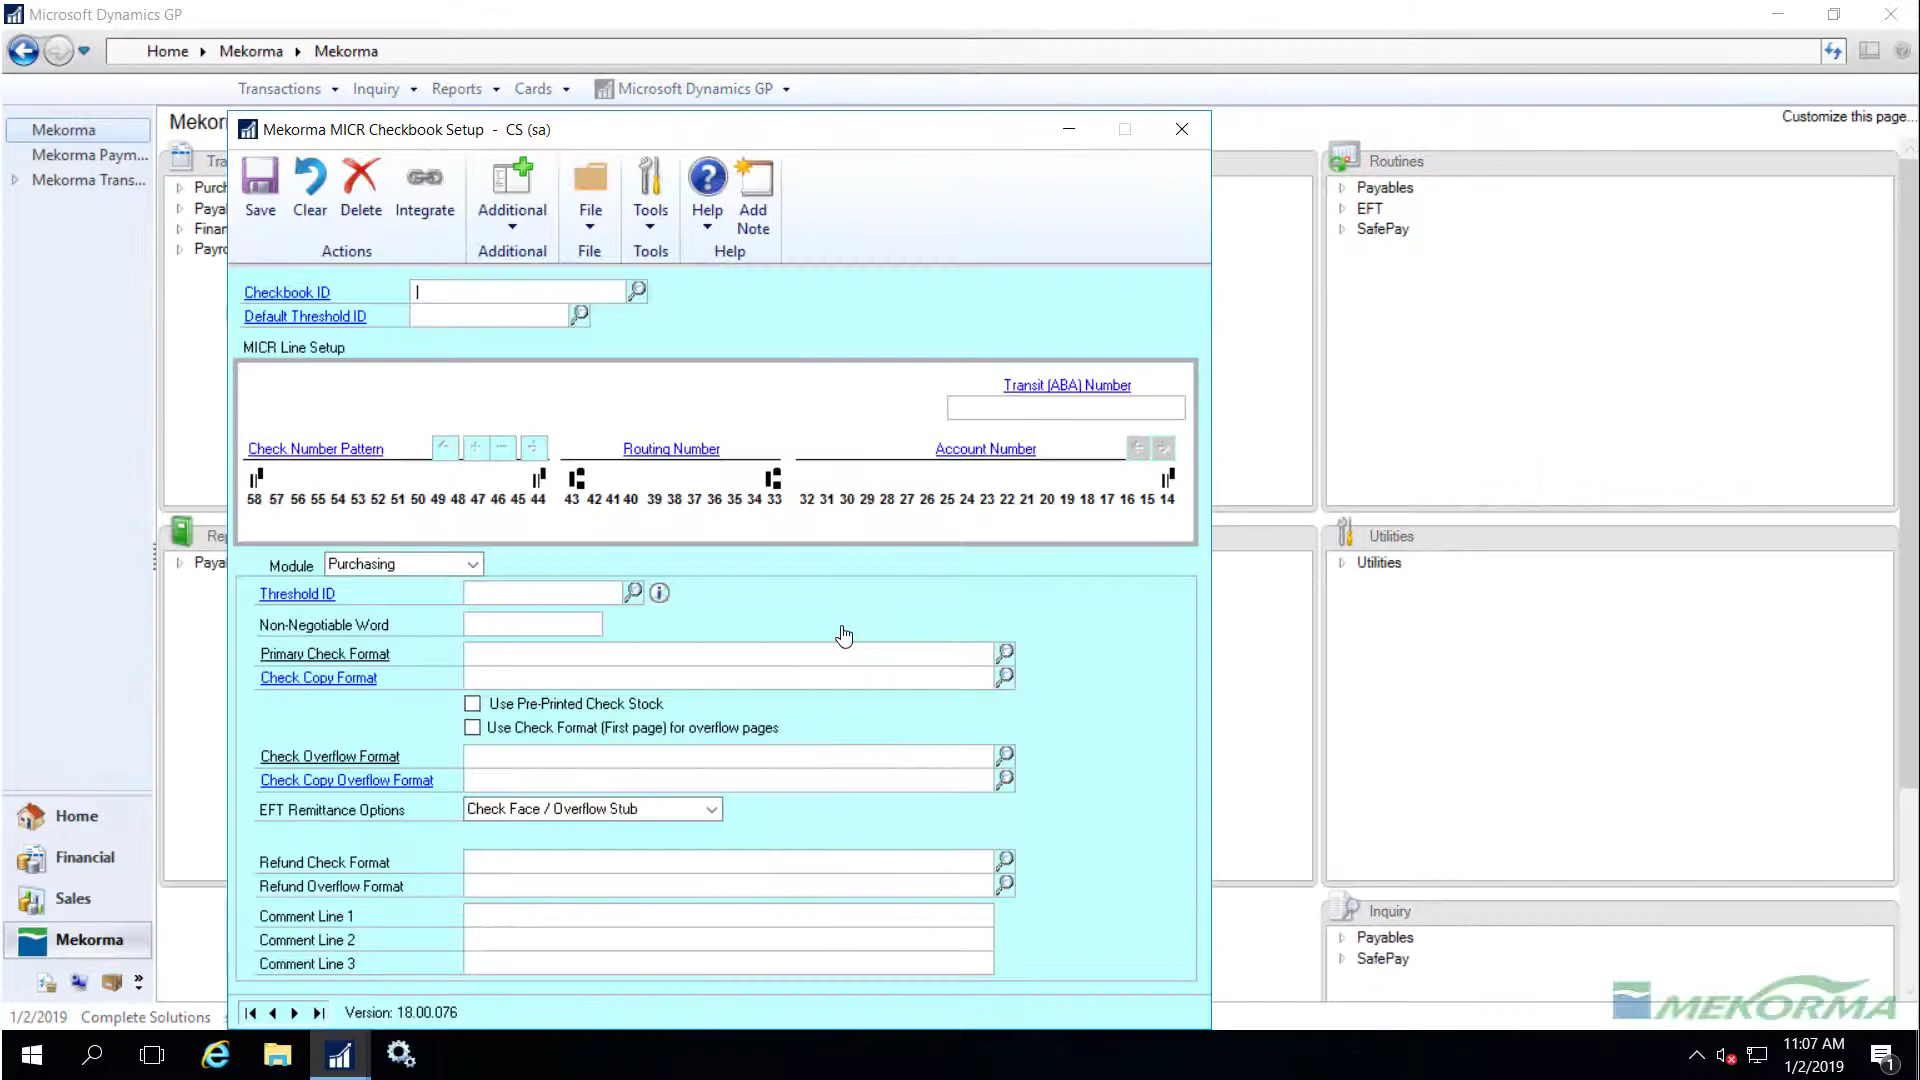 Microsoft Dynamics GP
Home Mekorma Mekorma
Transactions Inquiry Reports Cards Microsoft Dynamics GP
Customize this page...
Mekorma
Mekorma Paym...
Mekorma Trans...
Mekor
Tra
Purch
Paya
Finar
Payro
Rep
Paya
Mekorma MICR Checkbook Setup - CS (sa)
Save Clear Delete Integrate Additional File Tools Help Add Note
Actions Additional File Tools Help
Checkbook ID
Default Threshold ID
MICR Line Setup
Transit (ABA) Number
Check Number Pattern Routing Number Account Number
58 57 56 55 54 53 52 51 50 49 48 47 46 45 44 43 42 41 40 39 38 37 36 35 34 33 32 31 30 29 28 27 26 25 24 23 22 21 20 19 18 17 16 15 14
Module Purchasing
Threshold ID
Non-Negotiable Word
Primary Check Format
Check Copy Format
Use Pre-Printed Check Stock
Use Check Format (First page) for overflow pages
Check Overflow Format
Check Copy Overflow Format
EFT Remittance Options Check Face / Overflow Stub
Refund Check Format
Refund Overflow Format
Comment Line 1
Comment Line 2
Comment Line 3
Version: 18.00.076
Routines
Payables
EFT
SafePay
Utilities
Utilities
Inquiry
Payables
SafePay
MEKORMA
Home
Financial
Sales
Mekorma
1/2/2019 Complete Solutions
11:07 AM
1/2/2019
1